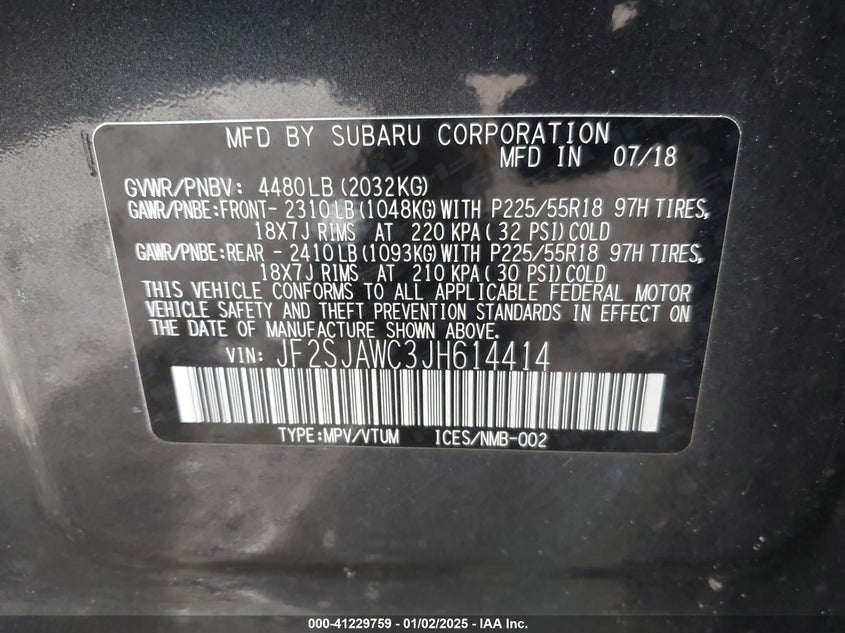 MFD BY SUBARU CORPORATION
MFD IN 07/18
GVWR/PNBV: 4480LB(2032KG)
GAWR/PNBE:FRONT- 2310LB(1048KG)WITH P225/55R18 97H TIRES,
18X7J RIMS AT 220 KPA(32 PSI)COLD
GAWR/PNBE:REAR - 2410LB(1093KG)WITH P225/55R18 97H TIRES,
18X7J RIMS AT 210 KPA(30 PSI)COLD
THIS VEHICLE CONFORMS TO ALL APPLICABLE FEDERAL MOTOR
VEHICLE SAFETY AND THEFT PREVENTION STANDARDS IN EFFECT ON
THE DATE OF MANUFACTURE SHOWN ABOVE.
VIN: JF2SJAWC3JH614414
TYPE:MPV/VTUM ICES/NMB-002
000-41229759 - 01/02/2025 - IAA Inc.